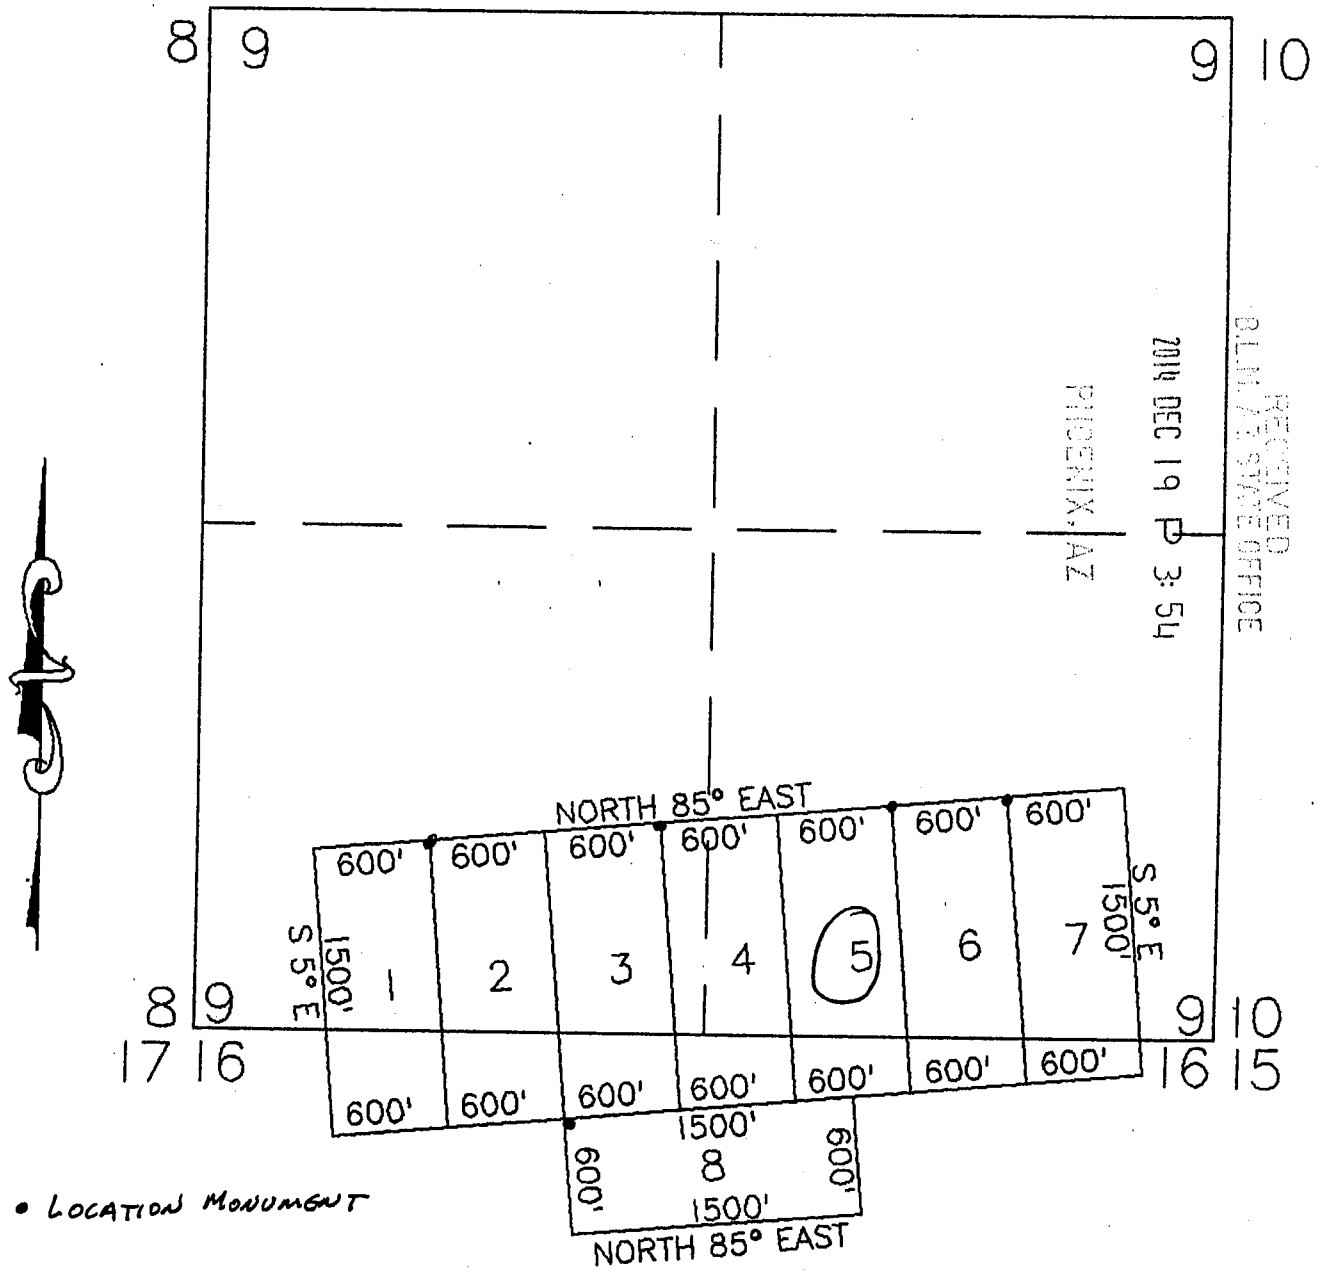 8 9
9 10
RECEIVED
B.L.M. AZ STATE OFFICE
2014 DEC 19 P 3:54
PHOENIX, AZ
NORTH 85° EAST
600' 600' 600' 600' 600' 600' 600'
S 5° E
1500'
1 2 3 4 5 6 7
S 5° E
1500'
8 9
9 10
17 16
16 15
600' 600' 600' 600' 600' 600' 600'
1500'
600'
8
600'
1500'
NORTH 85° EAST
• LOCATION MONUMENT